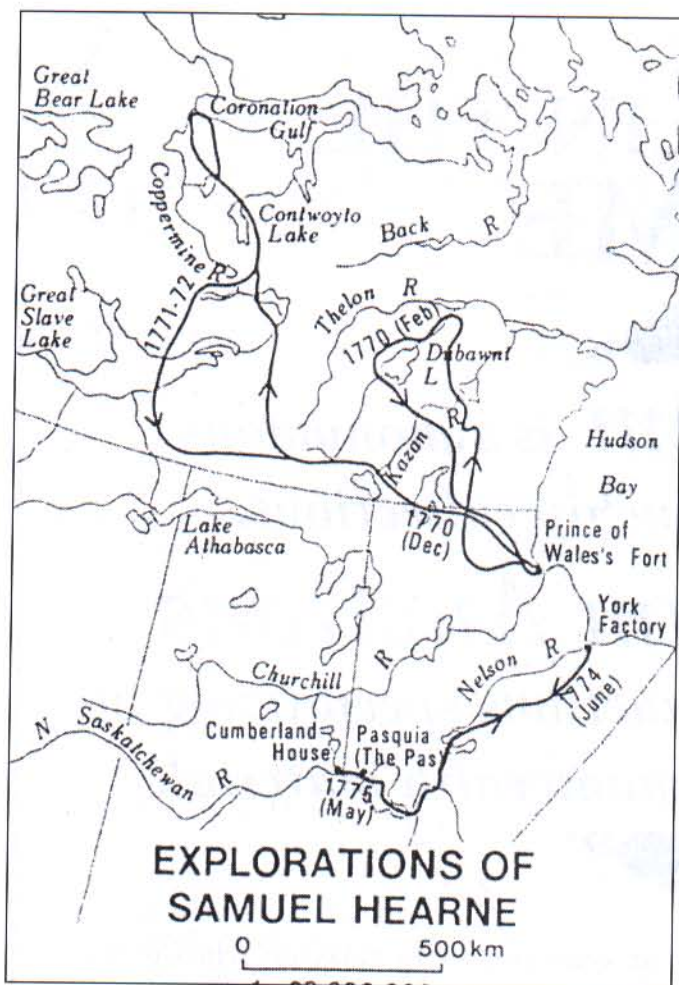 Great
Bear Lake
Coronation
Gulf
Coppermine R
Contwoyto
Lake
Back R
Great
Slave
Lake
1771-72
Thelon R
1770 (Feb)
Dubawnt
L
Kazan R
Hudson
Bay
1770
(Dec)
Prince of
Wales's Fort
Lake
Athabasca
York
Factory
Churchill R
Nelson R
1774
(June)
N Saskatchewan R
Cumberland
House
Pasquia
(The Pas)
1775
(May)
EXPLORATIONS OF
SAMUEL HEARNE
0 500 km